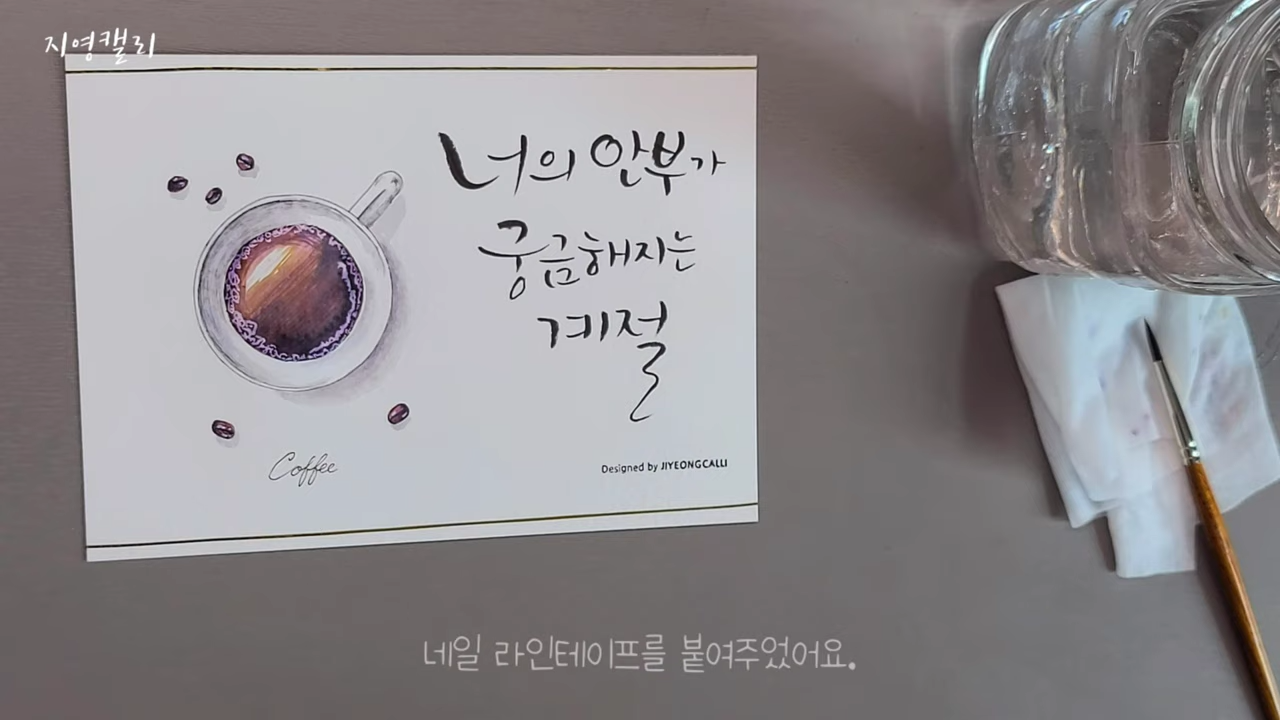 지영캘리
너의 안부가
궁금해지는
계절
Coffee
Designed by JIYEONGCALLI
네일 라인테이프를 붙여주었어요.